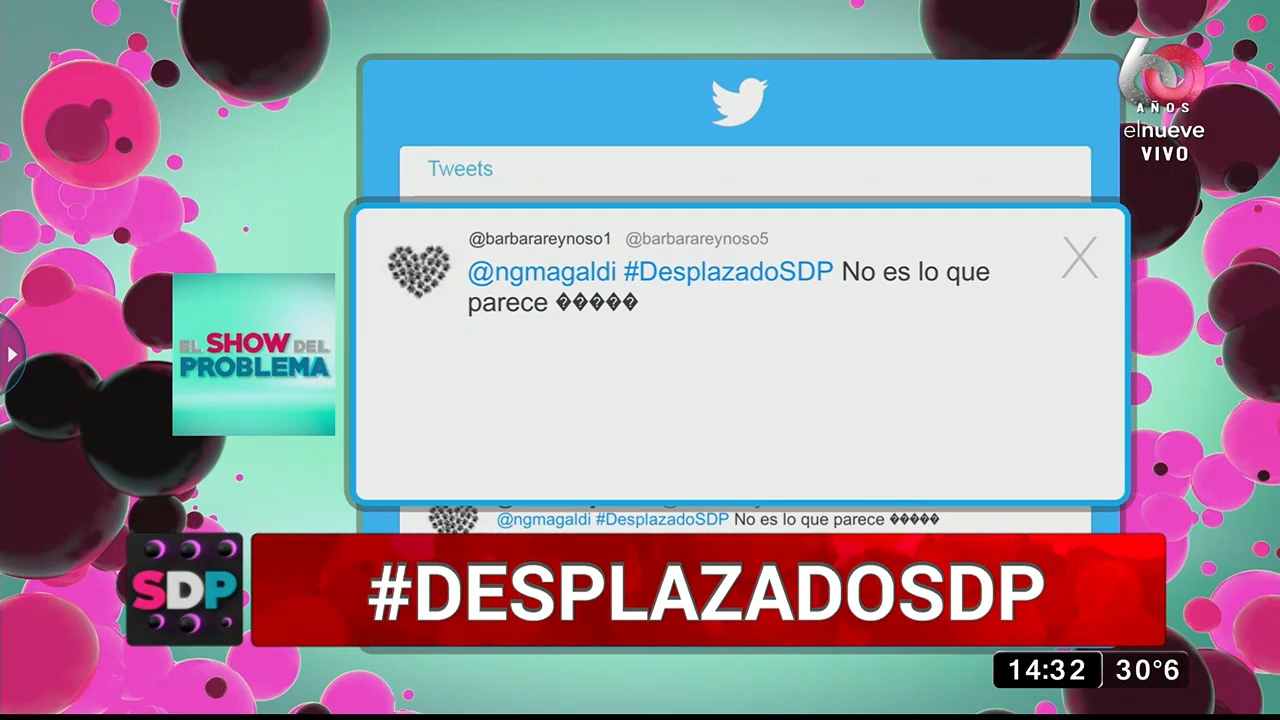 6O
AÑOS
elnueve
VIVO
Tweets
@barbarareynoso1 @barbarareynoso5
@ngmagaldi #DesplazadoSDP No es lo que
parece �����
X
EL SHOW DEL
PROBLEMA
@ngmagaldi #DesplazadoSDP No es lo que parece �����
SDP
#DESPLAZADOSDP
14:32 30°6